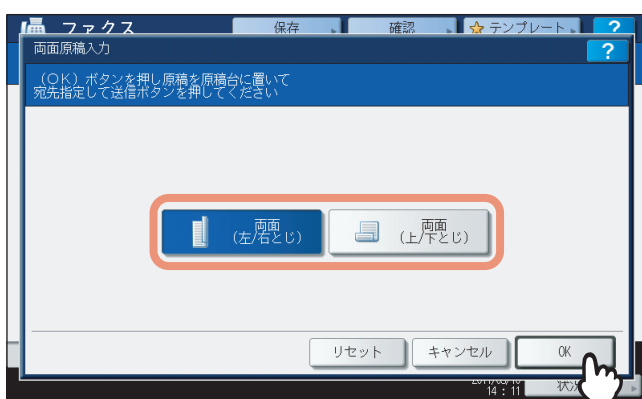 ファクス
保存
確認
テンプレート
?
両面原稿入力
?
(OK)ボタンを押し原稿を原稿台に置いて
宛先指定して送信ボタンを押してください
両面
(左/右とじ)
両面
(上/下とじ)
リセット
キャンセル
OK
14:11